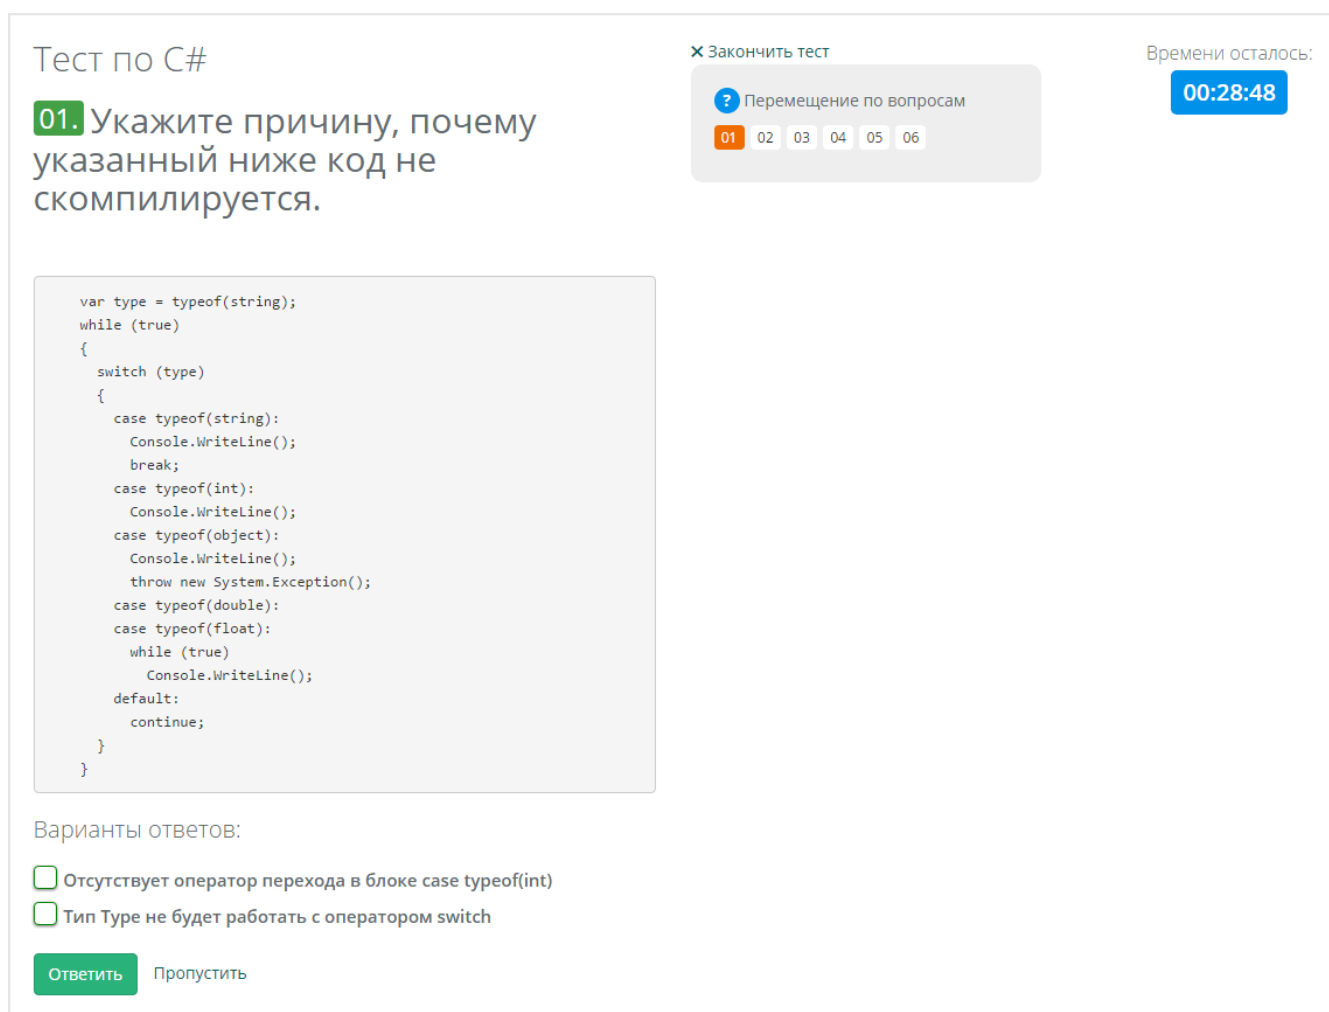 Тест по C#
01. Укажите причину, почему
указанный ниже код не
скомпилируется.
✕ Закончить тест
? Перемещение по вопросам
01 02 03 04 05 06
Времени осталось:
00:28:48
var type = typeof(string);
while (true)
{
switch (type)
{
case typeof(string):
Console.WriteLine();
break;
case typeof(int):
Console.WriteLine();
case typeof(object):
Console.WriteLine();
throw new System.Exception();
case typeof(double):
case typeof(float):
while (true)
Console.WriteLine();
default:
continue;
}
}
Варианты ответов:
Отсутствует оператор перехода в блоке case typeof(int)
Тип Type не будет работать с оператором switch
Ответить Пропустить